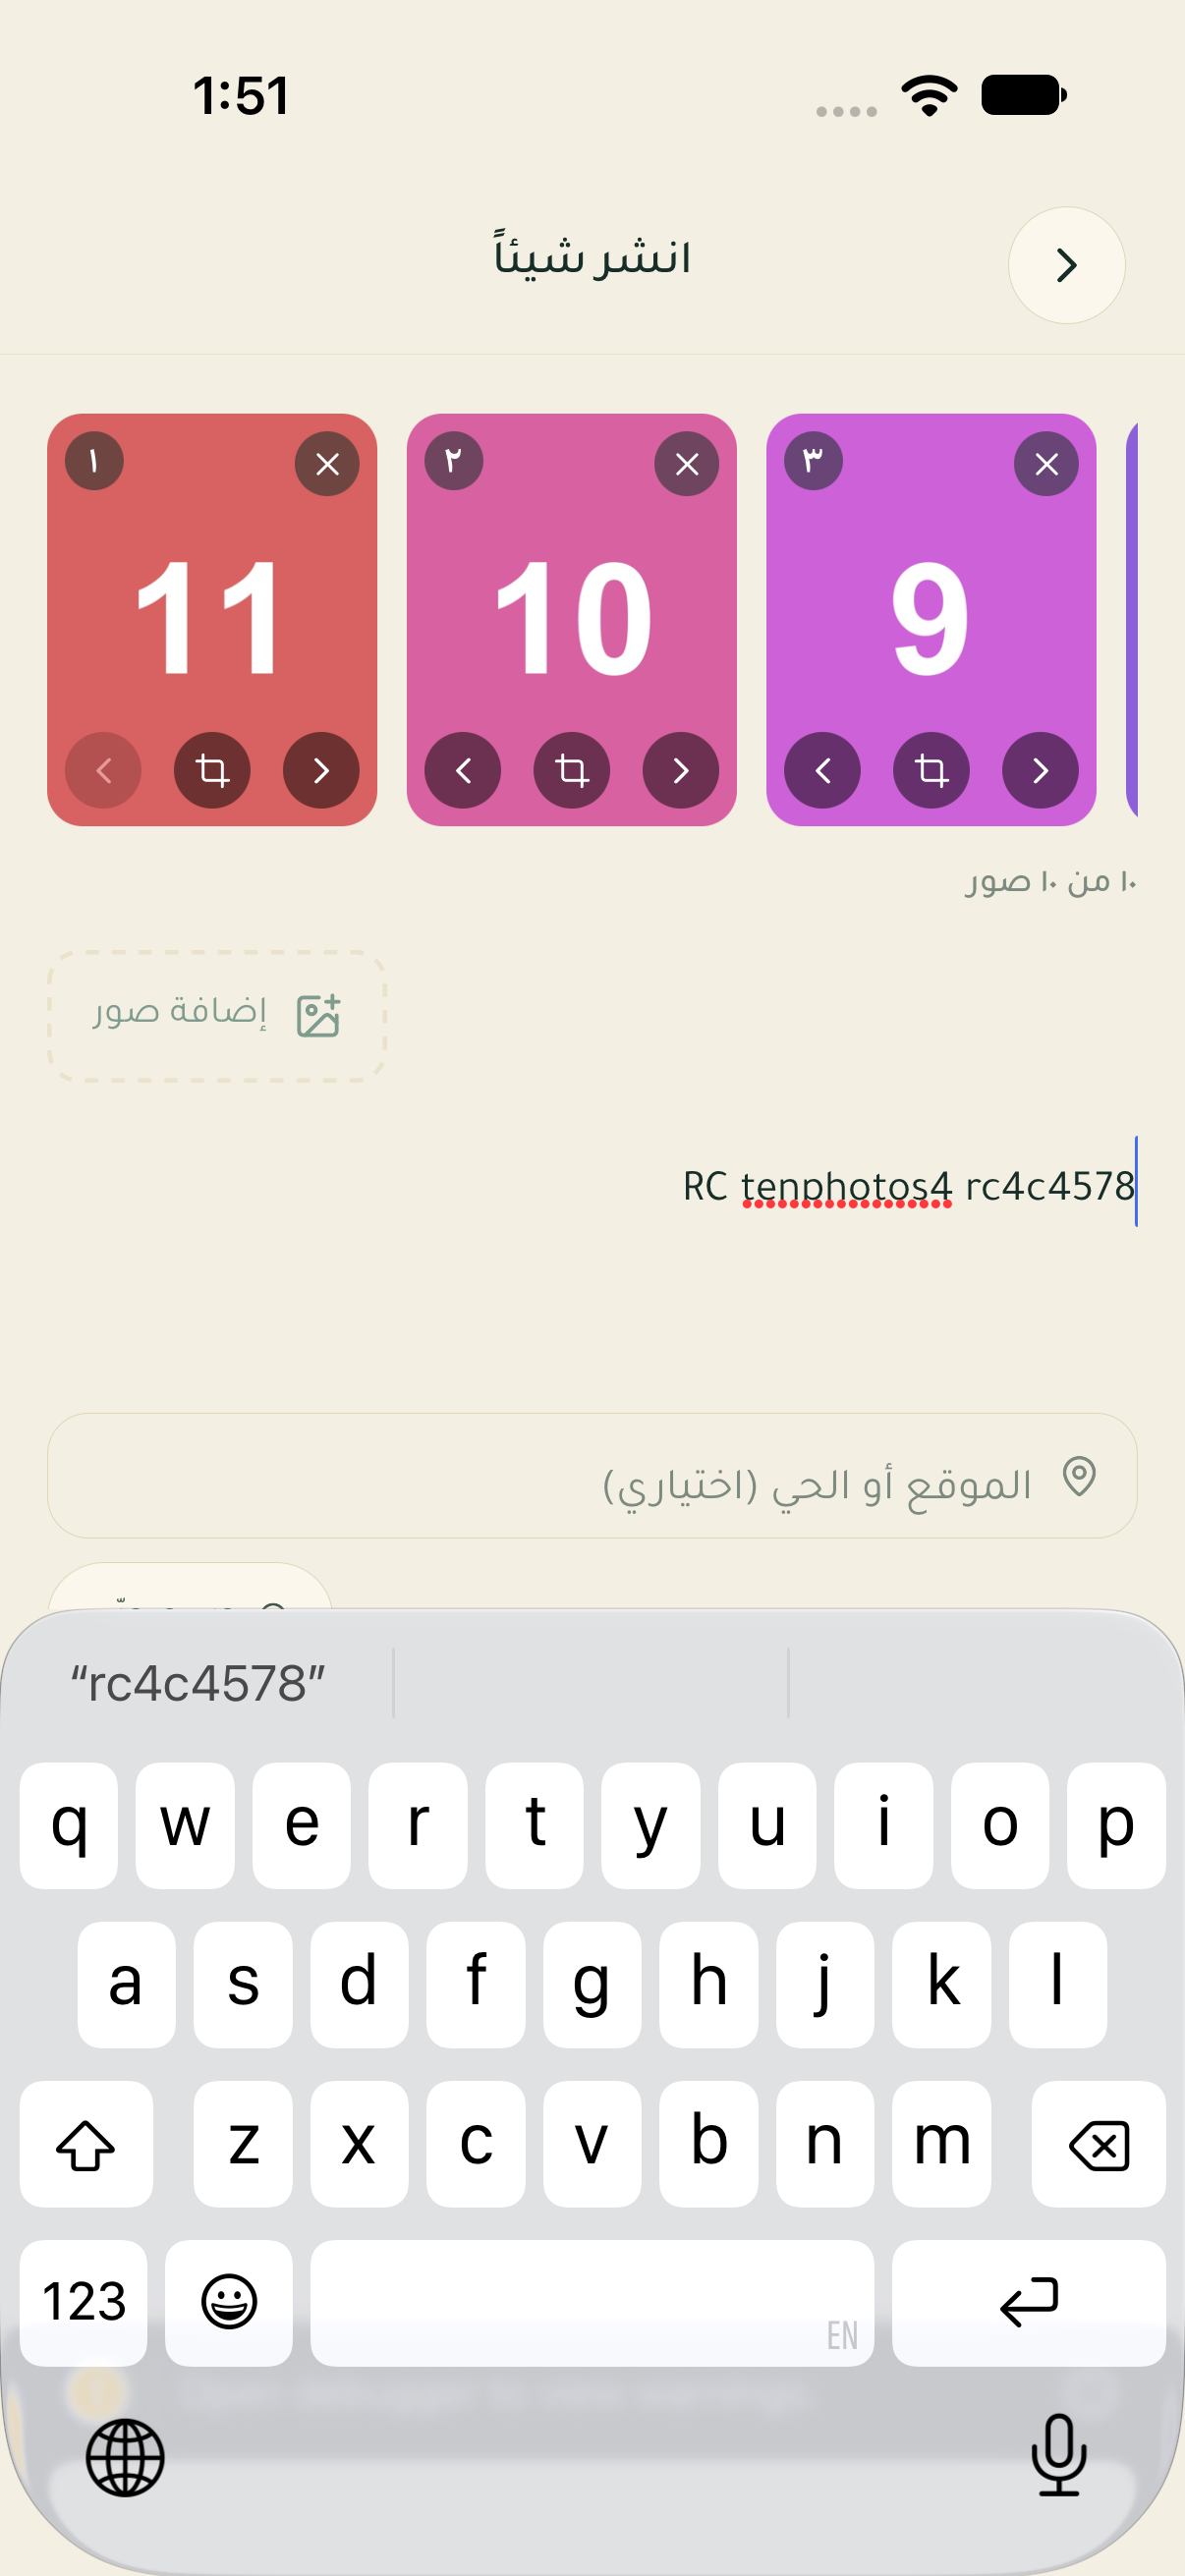 1:51
انشر شيئاً
١ ٢ ٣
11 10 9
١٠ من ١٠ صور
إضافة صور
RC tenphotos4 rc4c4578
الموقع أو الحي (اختياري)
“rc4c4578”
q w e r t y u i o p
a s d f g h j k l
z x c v b n m
123 EN